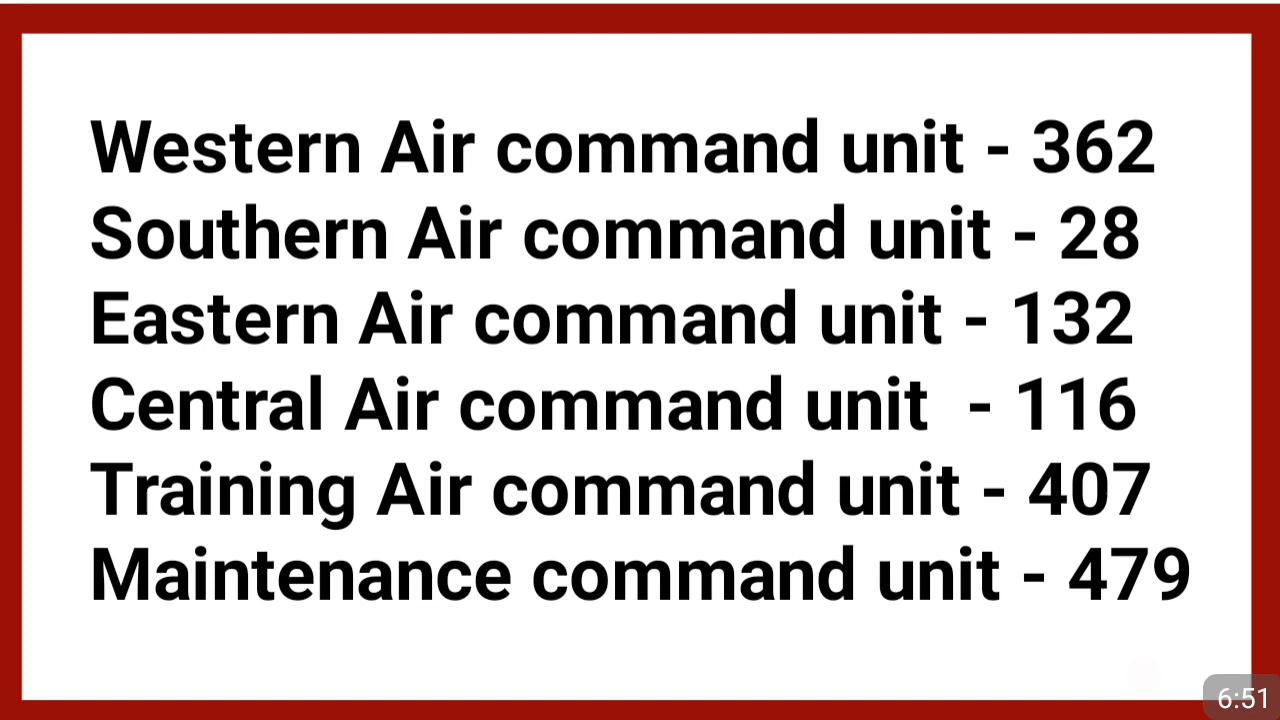 Western Air command unit - 362
Southern Air command unit - 28
Eastern Air command unit - 132
Central Air command unit  - 116
Training Air command unit - 407
Maintenance command unit - 479
6:51